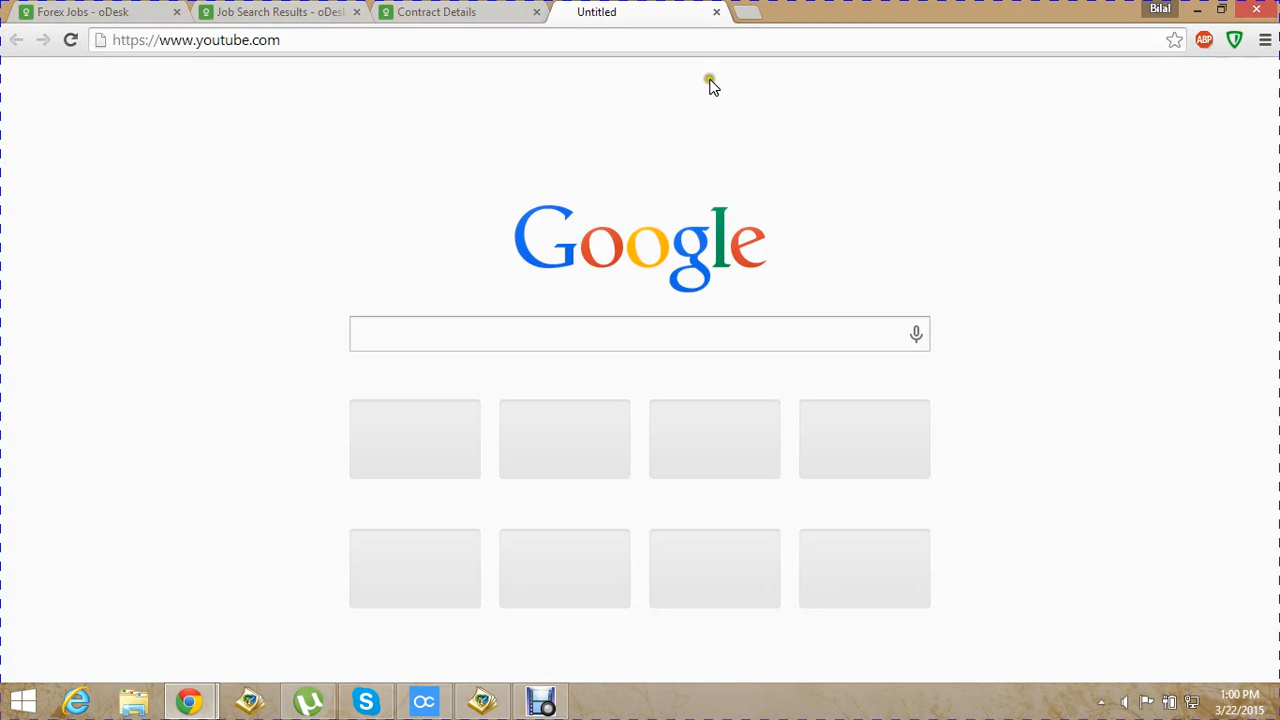 Forex Jobs - oDesk
Job Search Results - oDesk
Contract Details
Untitled
Bilal
https://www.youtube.com
ABP
Google
1:00 PM
3/22/2015